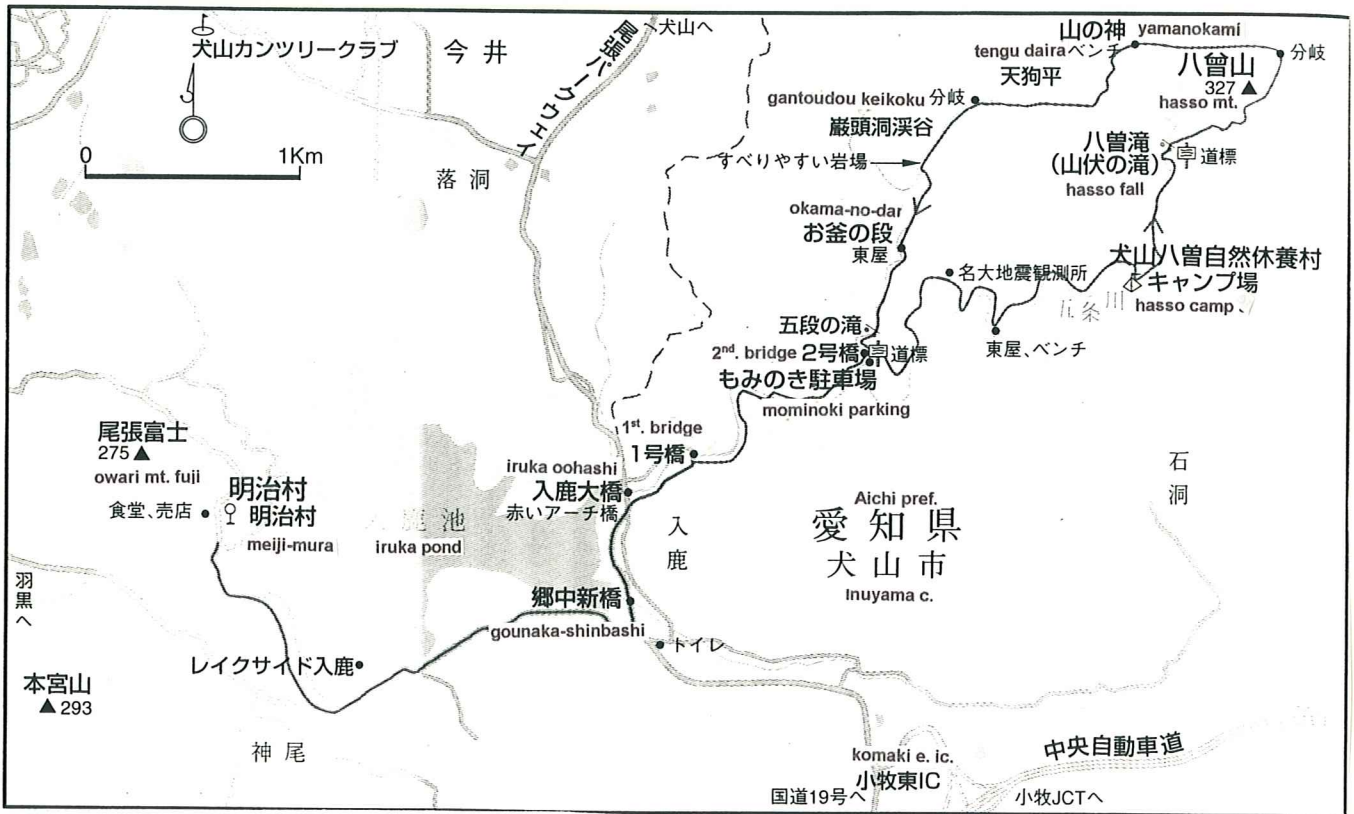 犬山カンツリークラブ
今井
犬山へ
尾張パークウェイ
0 1Km
落洞
山の神 yamanokami
tengu daira ベンチ
天狗平
分岐
八曾山
327
hasso mt.
gantoudou keikoku 分岐
巌頭洞渓谷
すべりやすい岩場
八曾滝
(山伏の滝)
道標
hasso fall
okama-no-dar
お釜の段
東屋
犬山八曽自然休養村
キャンプ場
hasso camp
名大地震観測所
五条川
東屋、ベンチ
五段の滝
2nd. bridge 2号橋 道標
もみのき駐車場
mominoki parking
1st. bridge
1号橋
尾張富士
275
owari mt. fuji
明治村
食堂、売店
明治村
meiji-mura
iruka oohashi
入鹿大橋
赤いアーチ橋
鹿池
iruka pond
入鹿
石洞
Aichi pref.
愛知県
犬山市
Inuyama c.
羽黒へ
郷中新橋
gounaka-shinbashi
トイレ
レイクサイド入鹿
本宮山
293
神尾
komaki e. ic.
小牧東IC
中央自動車道
国道19号へ
小牧JCTへ